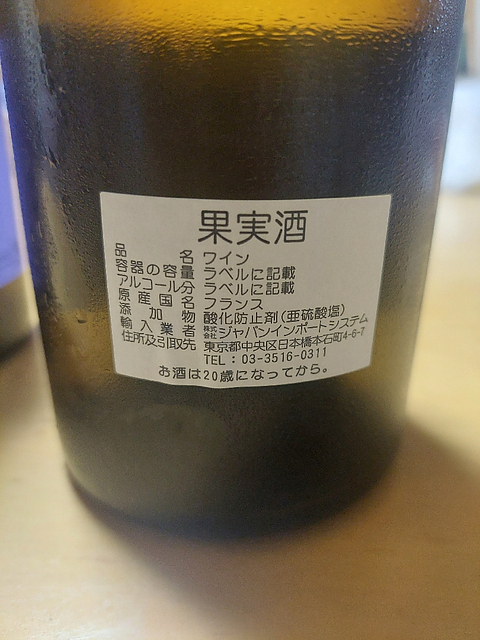 果実酒
品名 ワイン
容器の容量 ラベルに記載
アルコール分 ラベルに記載
原産国名 フランス
添加物 酸化防止剤(亜硫酸塩)
輸入業者 株式会社ジャパンインポートシステム
住所及引取先 東京都中央区日本橋本石町4-6-7
TEL:03-3516-0311
お酒は20歳になってから。